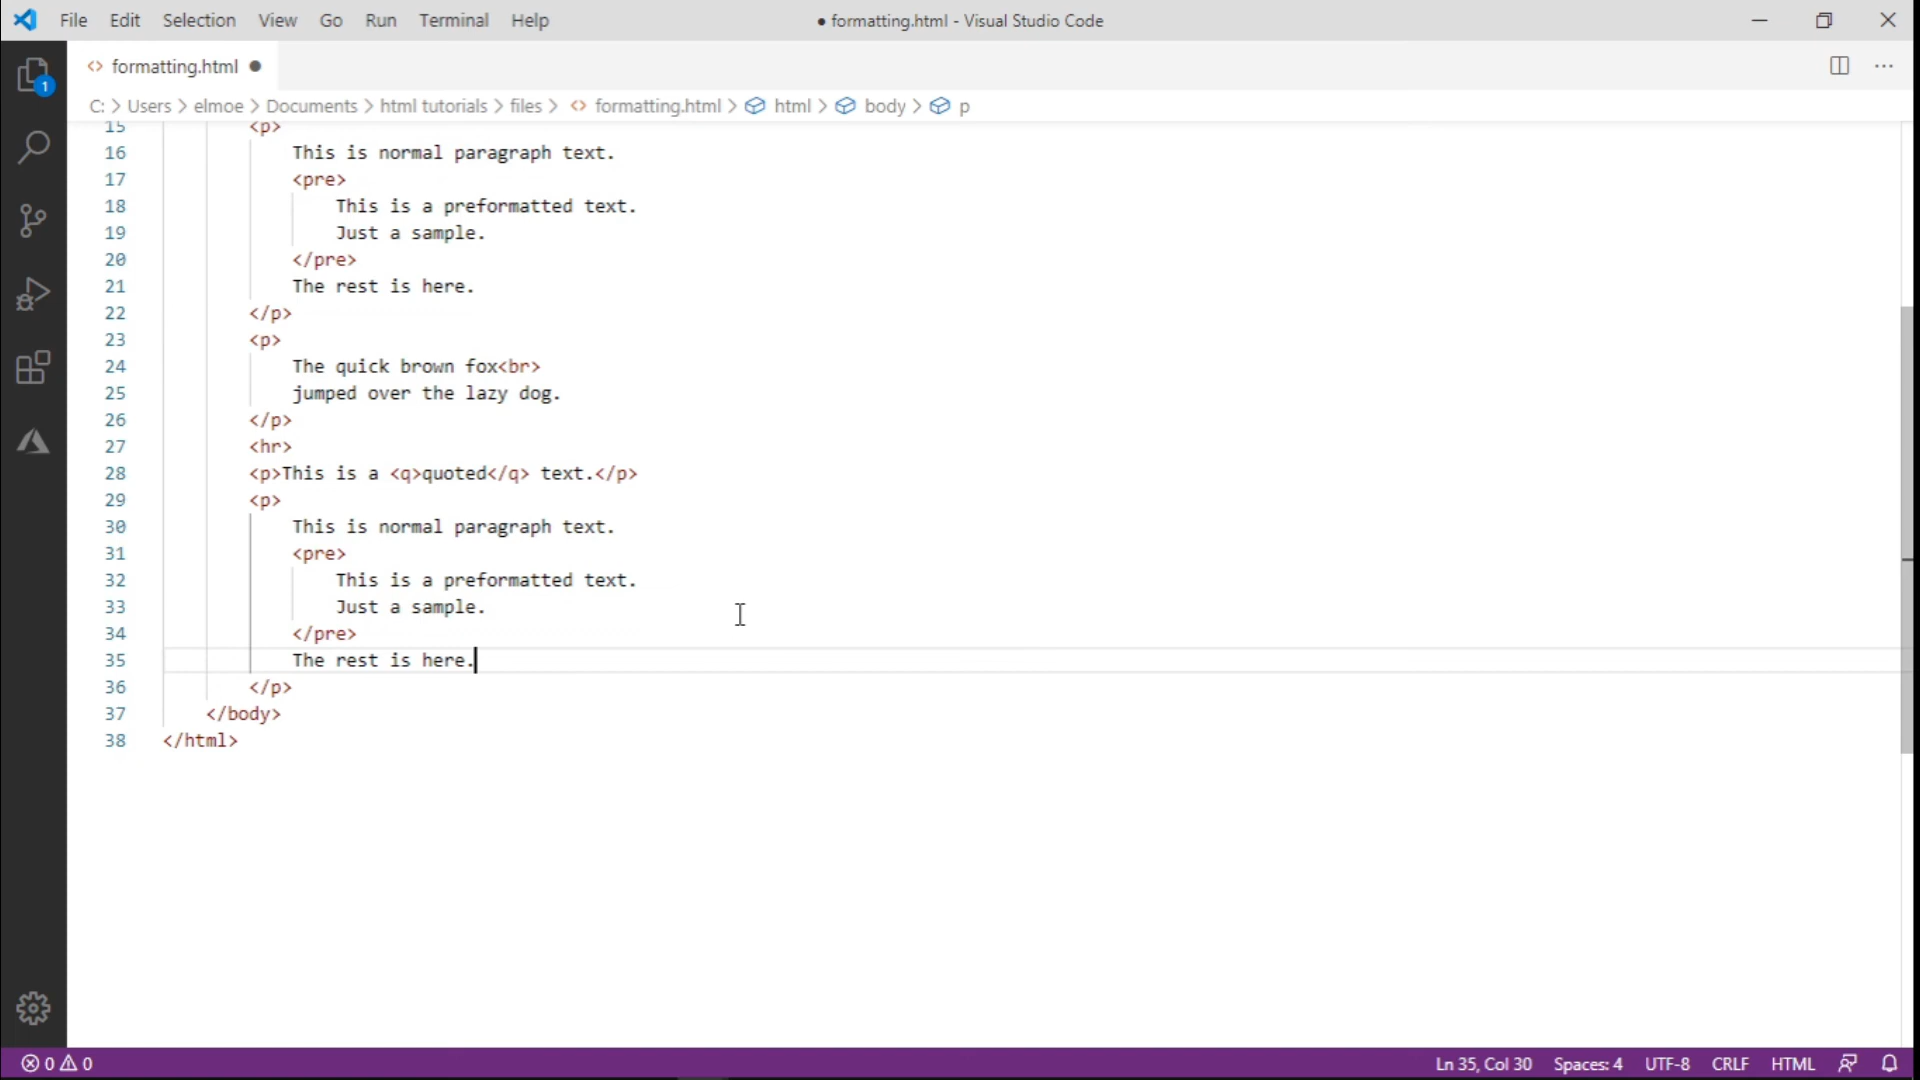 File Edit Selection View Go Run Terminal Help ● formatting.html - Visual Studio Code
1
<> formatting.html ●
C: > Users > elmoe > Documents > html tutorials > files > <> formatting.html > html > body > p
15 <p>
16 This is normal paragraph text.
17 <pre>
18 This is a preformatted text.
19 Just a sample.
20 </pre>
21 The rest is here.
22 </p>
23 <p>
24 The quick brown fox<br>
25 jumped over the lazy dog.
26 </p>
27 <hr>
28 <p>This is a <q>quoted</q> text.</p>
29 <p>
30 This is normal paragraph text.
31 <pre>
32 This is a preformatted text.
33 Just a sample.
34 </pre>
35 The rest is here.
36 </p>
37 </body>
38 </html>
0 0 Ln 35, Col 30 Spaces: 4 UTF-8 CRLF HTML